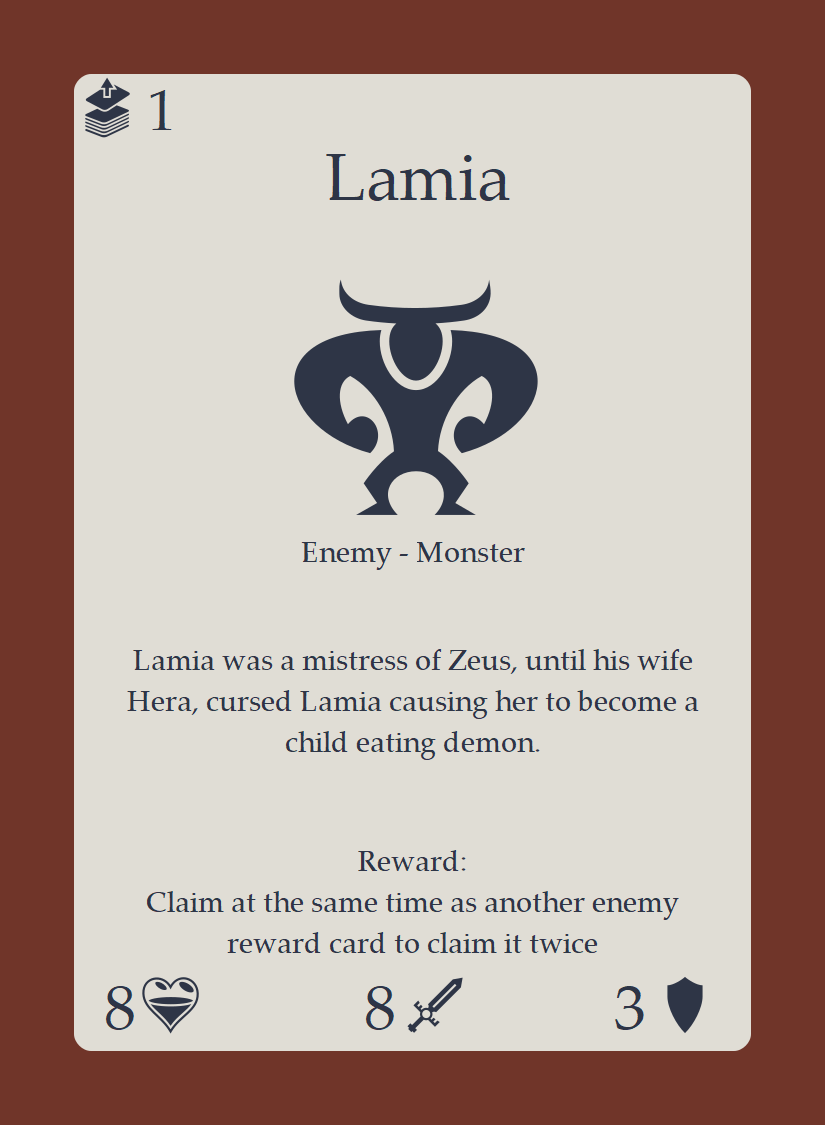 1
Lamia
Enemy - Monster
Lamia was a mistress of Zeus, until his wife
Hera, cursed Lamia causing her to become a
child eating demon.
Reward:
Claim at the same time as another enemy
reward card to claim it twice
8 8 3